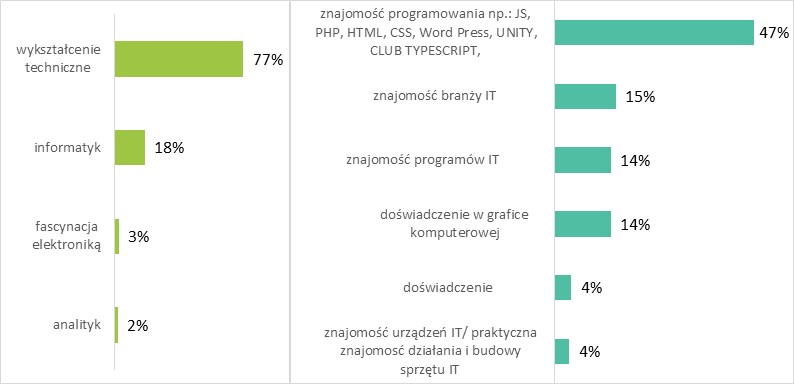 wykształcenie
techniczne
77%
informatyk
18%
fascynacja
elektroniką
3%
analityk
2%
znajomość programowania np.: JS,
PHP, HTML, CSS, Word Press, UNITY,
CLUB TYPESCRIPT,
47%
znajomość branży IT
15%
znajomość programów IT
14%
doświadczenie w grafice
komputerowej
14%
doświadczenie
4%
znajomość urządzeń IT/ praktyczna
znajomosć działania i budowy
sprzętu IT
4%